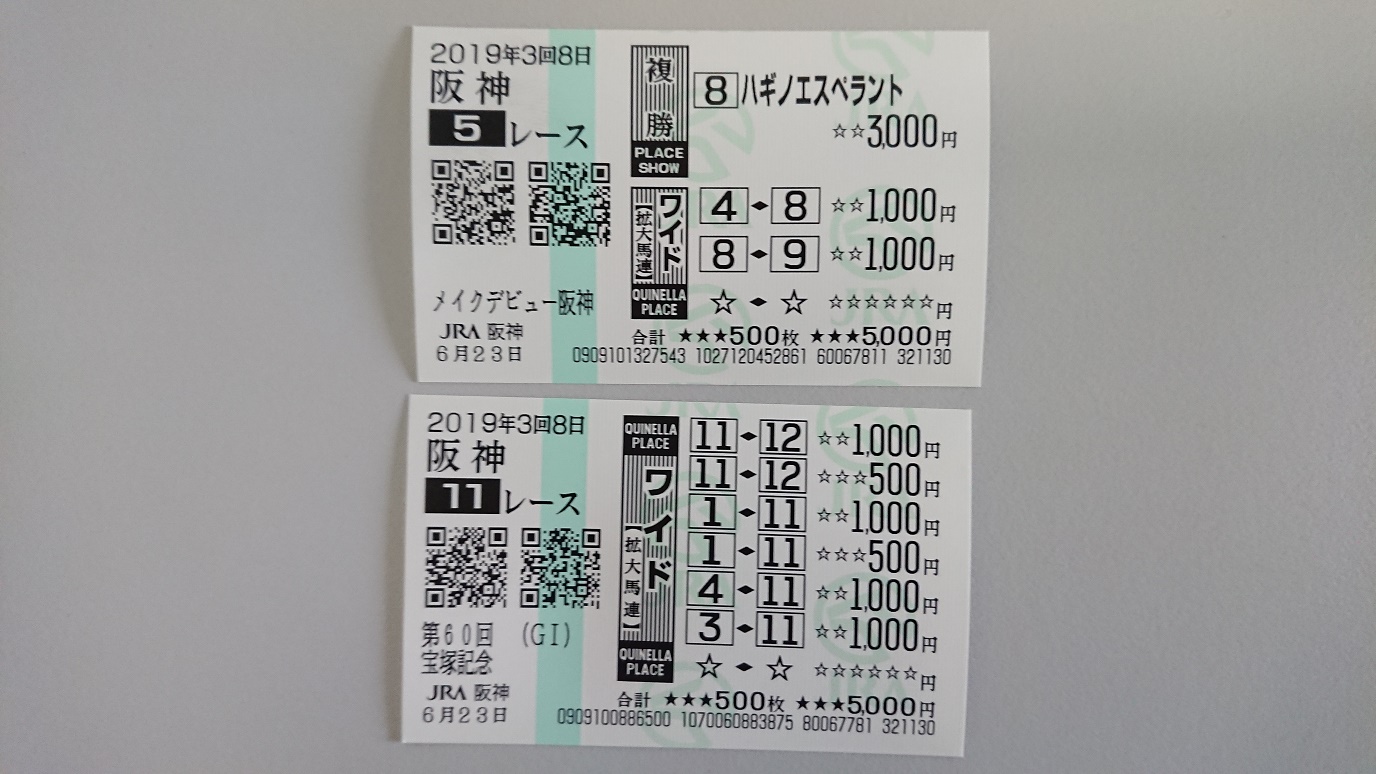 2019年3回8日
阪神
5レース
メイクデビュー阪神
JRA 阪神
6月23日
複勝
PLACE
SHOW
8 ハギノエスペラント
☆☆3,000円
ワイド
【拡大馬連】
QUINELLA
PLACE
4 ◆ 8 ☆☆1,000円
8 ◆ 9 ☆☆1,000円
☆ ◆ ☆ ☆☆☆☆☆☆円
合計 ★★★500枚 ★★★5,000円
0909101327543 1027120452861 60067811 321130
2019年3回8日
阪神
11レース
第60回 (GI)
宝塚記念
JRA 阪神
6月23日
QUINELLA
PLACE
ワイド
【拡大馬連】
QUINELLA
PLACE
11 ◆ 12 ☆☆1,000円
11 ◆ 12 ☆☆☆500円
1 ◆ 11 ☆☆1,000円
1 ◆ 11 ☆☆☆500円
4 ◆ 11 ☆☆1,000円
3 ◆ 11 ☆☆1,000円
☆ ◆ ☆ ☆☆☆☆☆☆円
合計 ★★★500枚 ★★★5,000円
0909100886500 1070060883875 80067781 321130